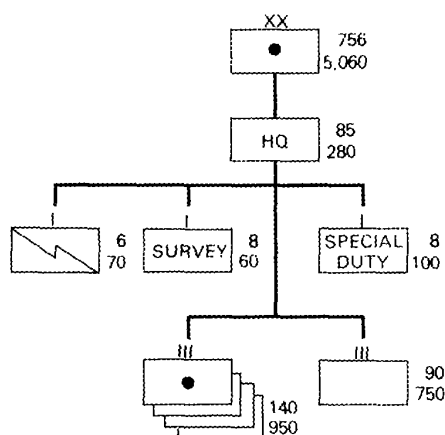 XX
756
5,060
HQ
85
280
I
6
70
I
SURVEY
8
60
I
SPECIAL
DUTY
8
100
III
140
950
III
90
750